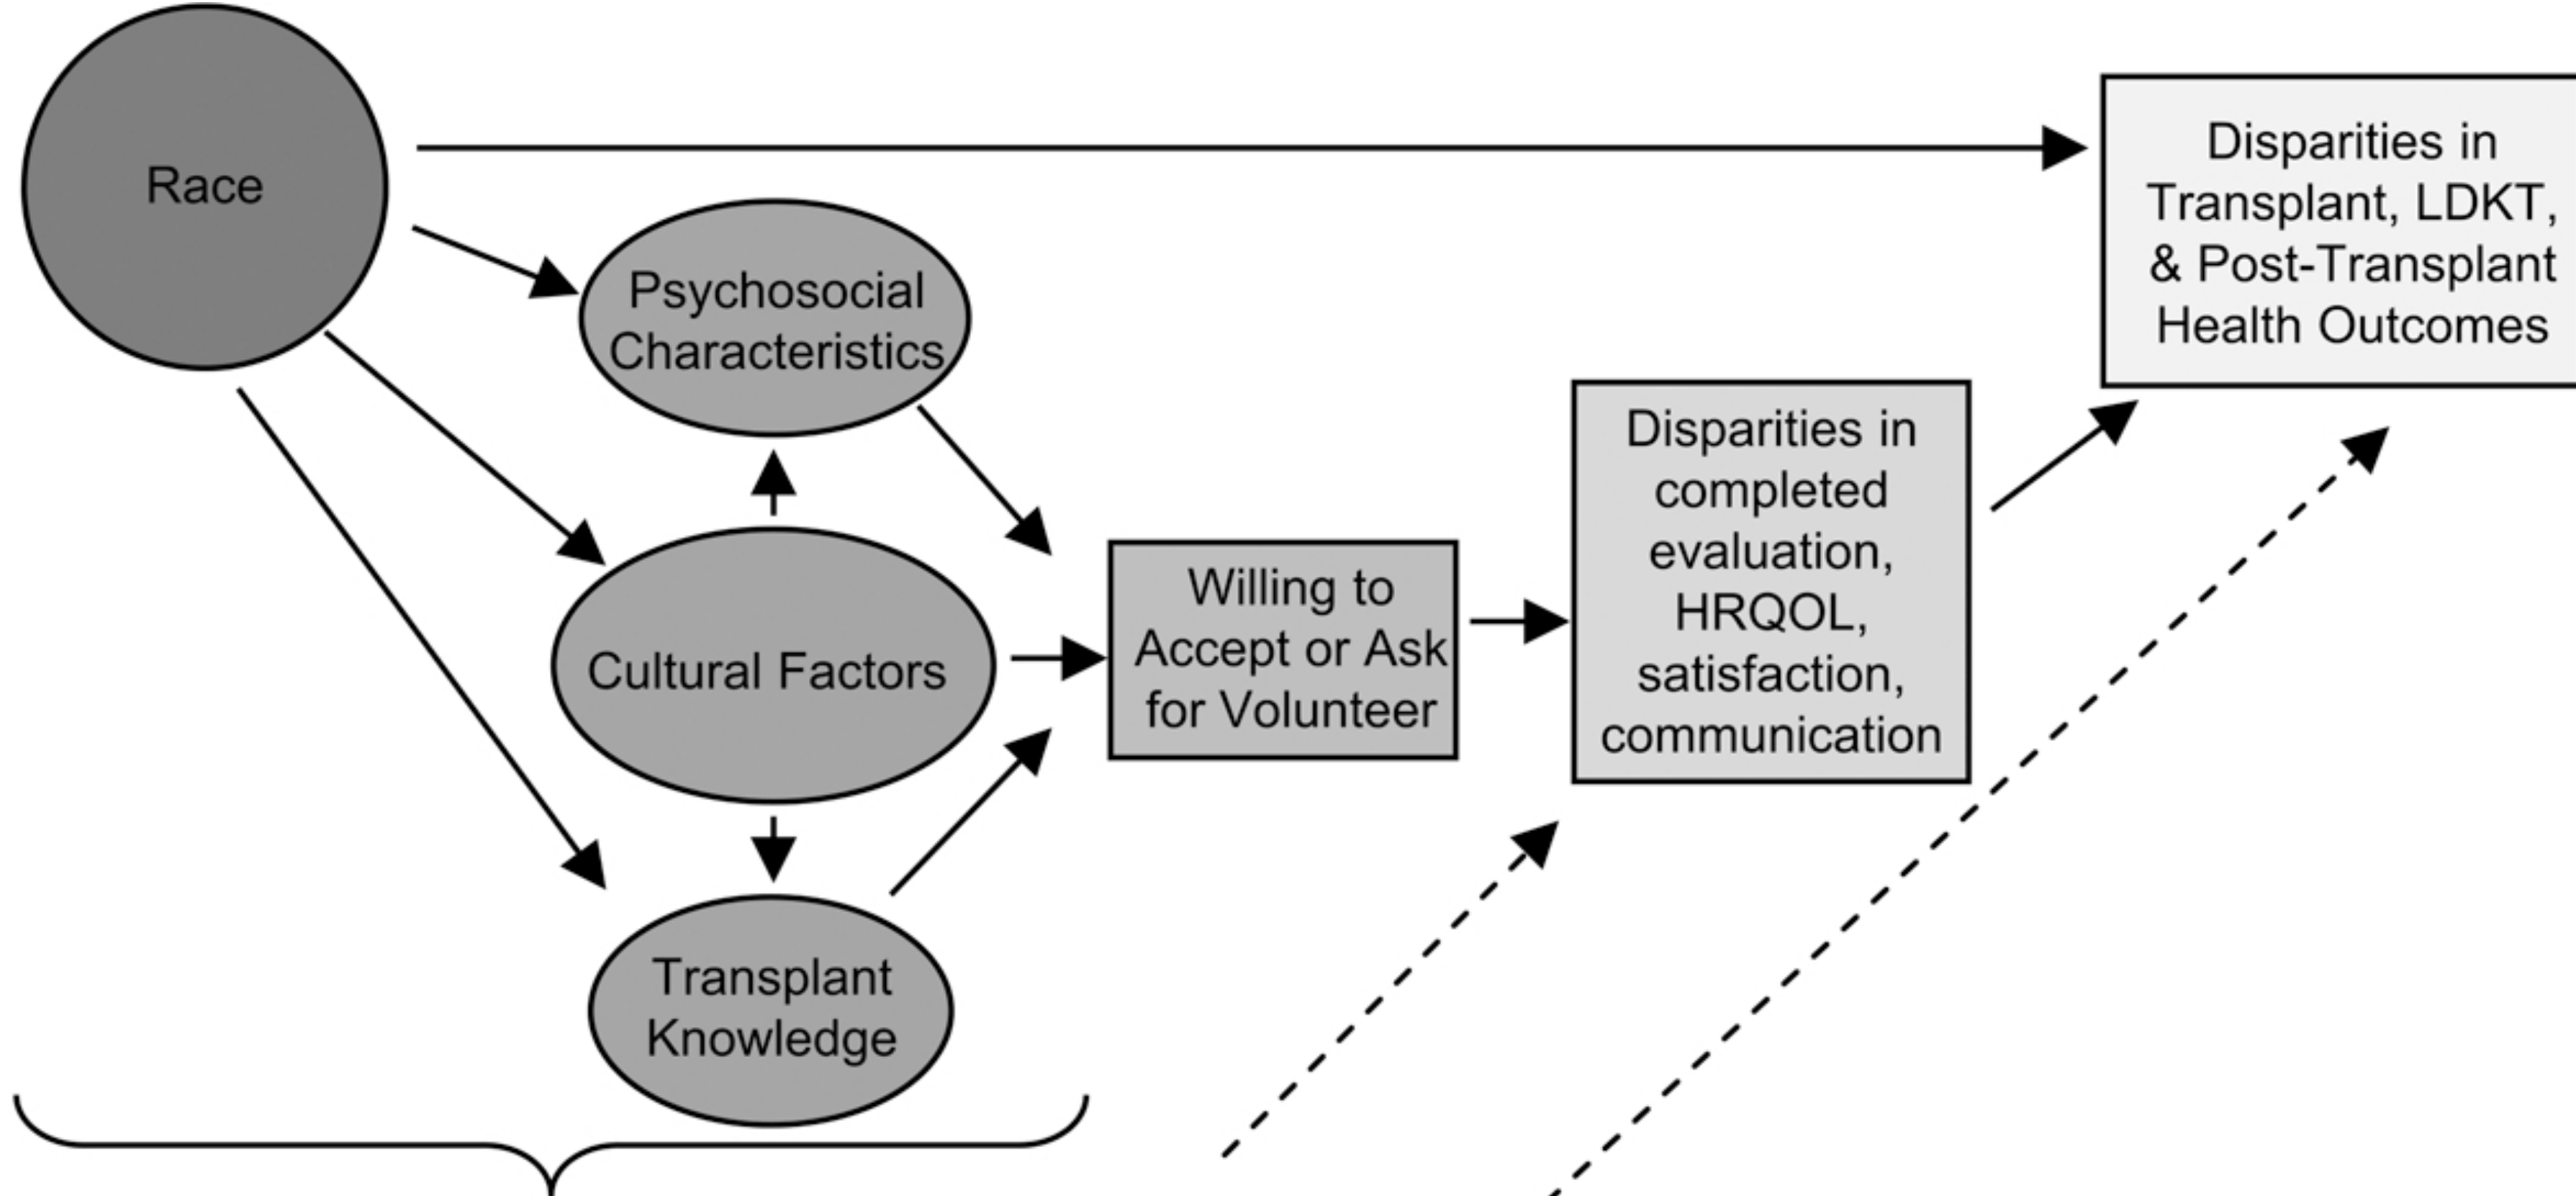 Race
Psychosocial
Characteristics
Cultural Factors
Transplant
Knowledge
Willing to
Accept or Ask
for Volunteer
Disparities in
completed
evaluation,
HRQOL,
satisfaction,
communication
Disparities in
Transplant, LDKT,
& Post-Transplant
Health Outcomes